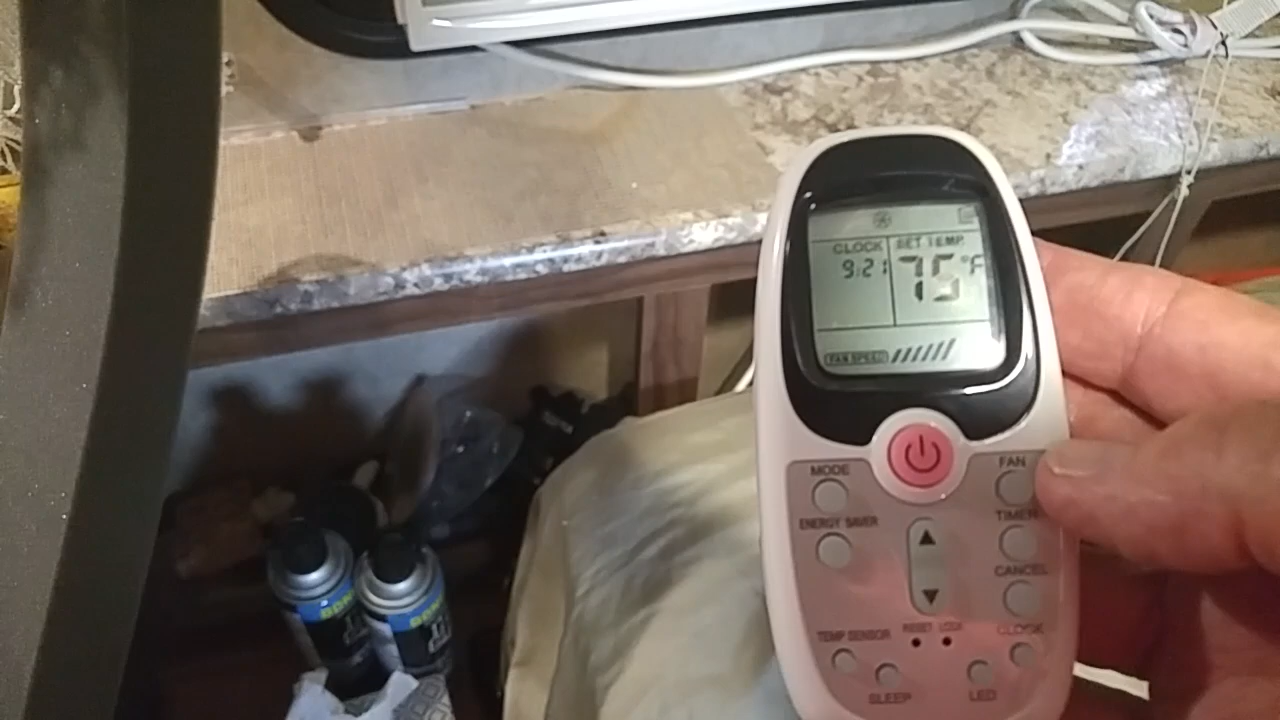 CLOCK SET TEMP.
9:21 75°F
FAN SPEED
MODE FAN
ENERGY SAVER TIMER
CANCEL
TEMP SENSOR RESET LOCK CLOCK
SLEEP LED